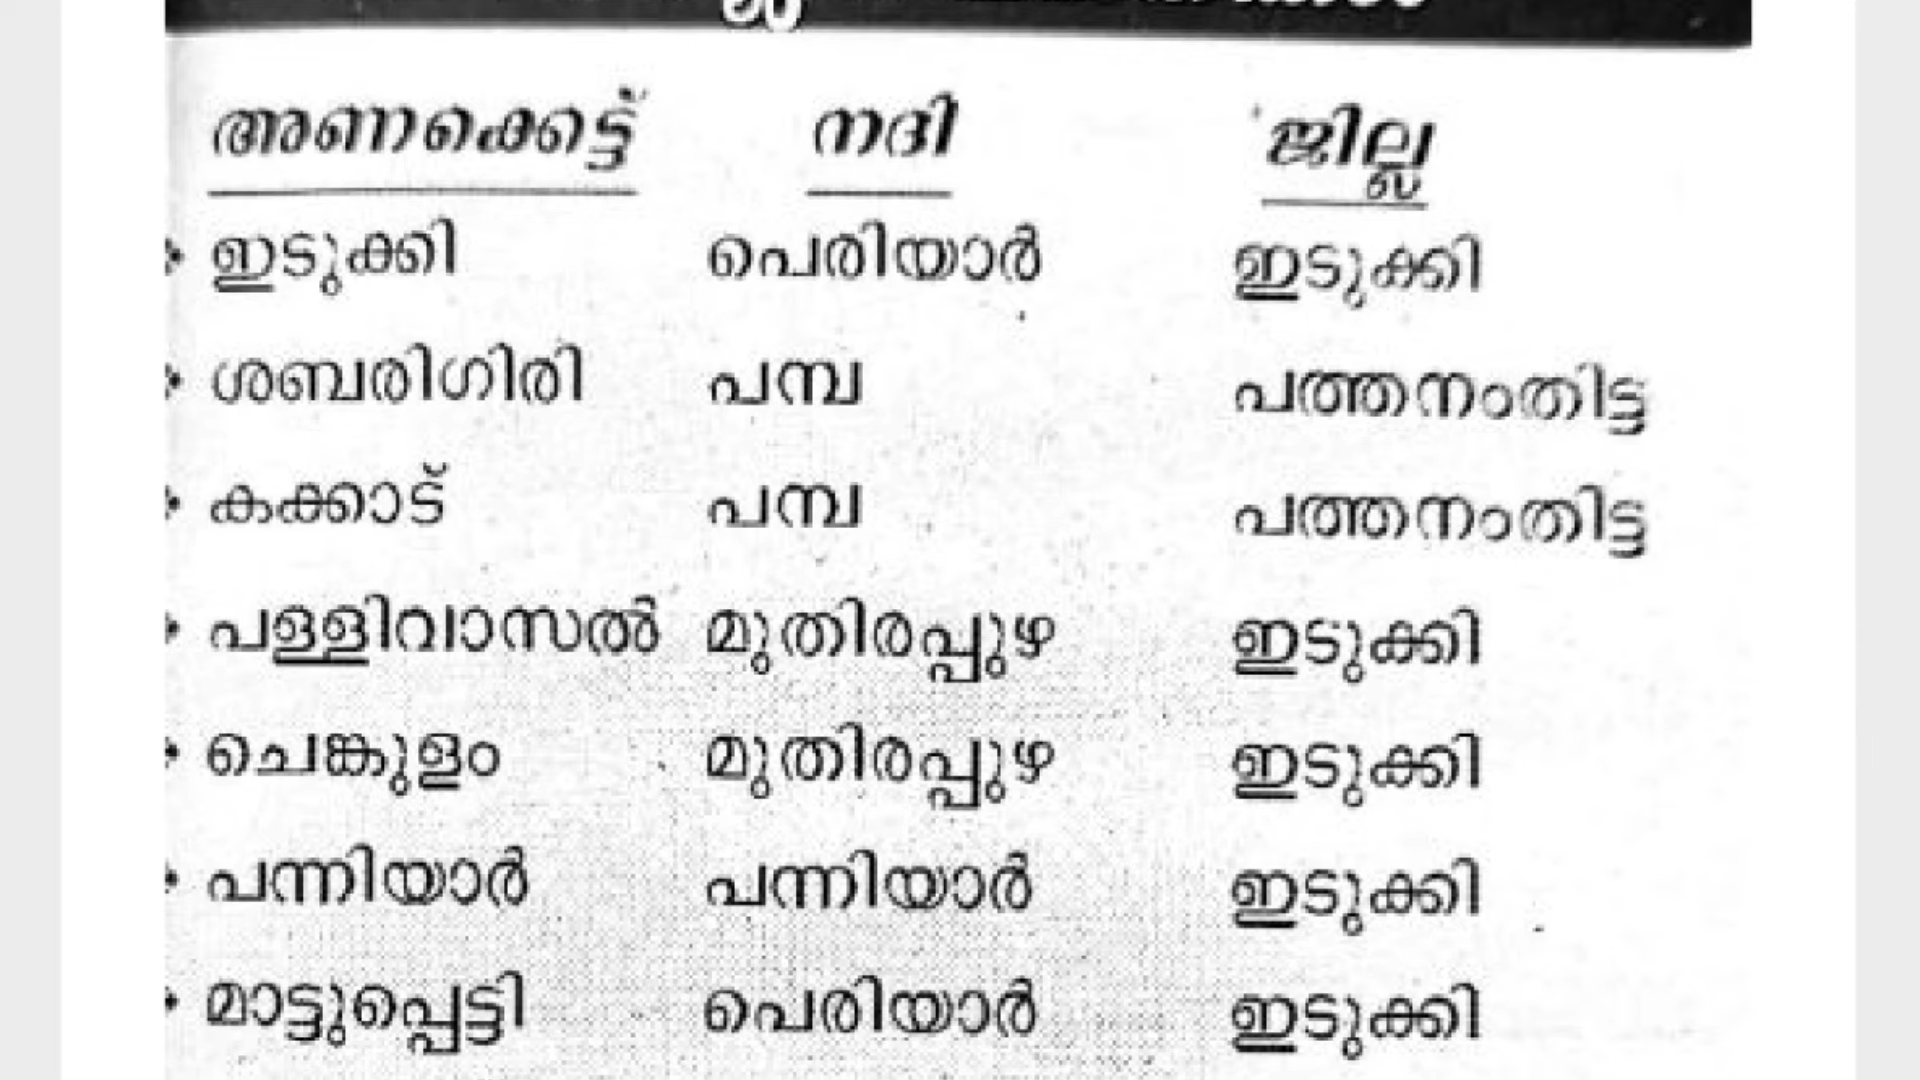 അണക്കെട്ട് നദി ജില്ല
ഇടുക്കി പെരിയാർ ഇടുക്കി
ശബരിഗിരി പമ്പ പത്തനംതിട്ട
കക്കാട് പമ്പ പത്തനംതിട്ട
പള്ളിവാസൽ മുതിരപ്പുഴ ഇടുക്കി
ചെങ്കുളം മുതിരപ്പുഴ ഇടുക്കി
പന്നിയാർ പന്നിയാർ ഇടുക്കി
മാട്ടുപ്പെട്ടി പെരിയാർ ഇടുക്കി